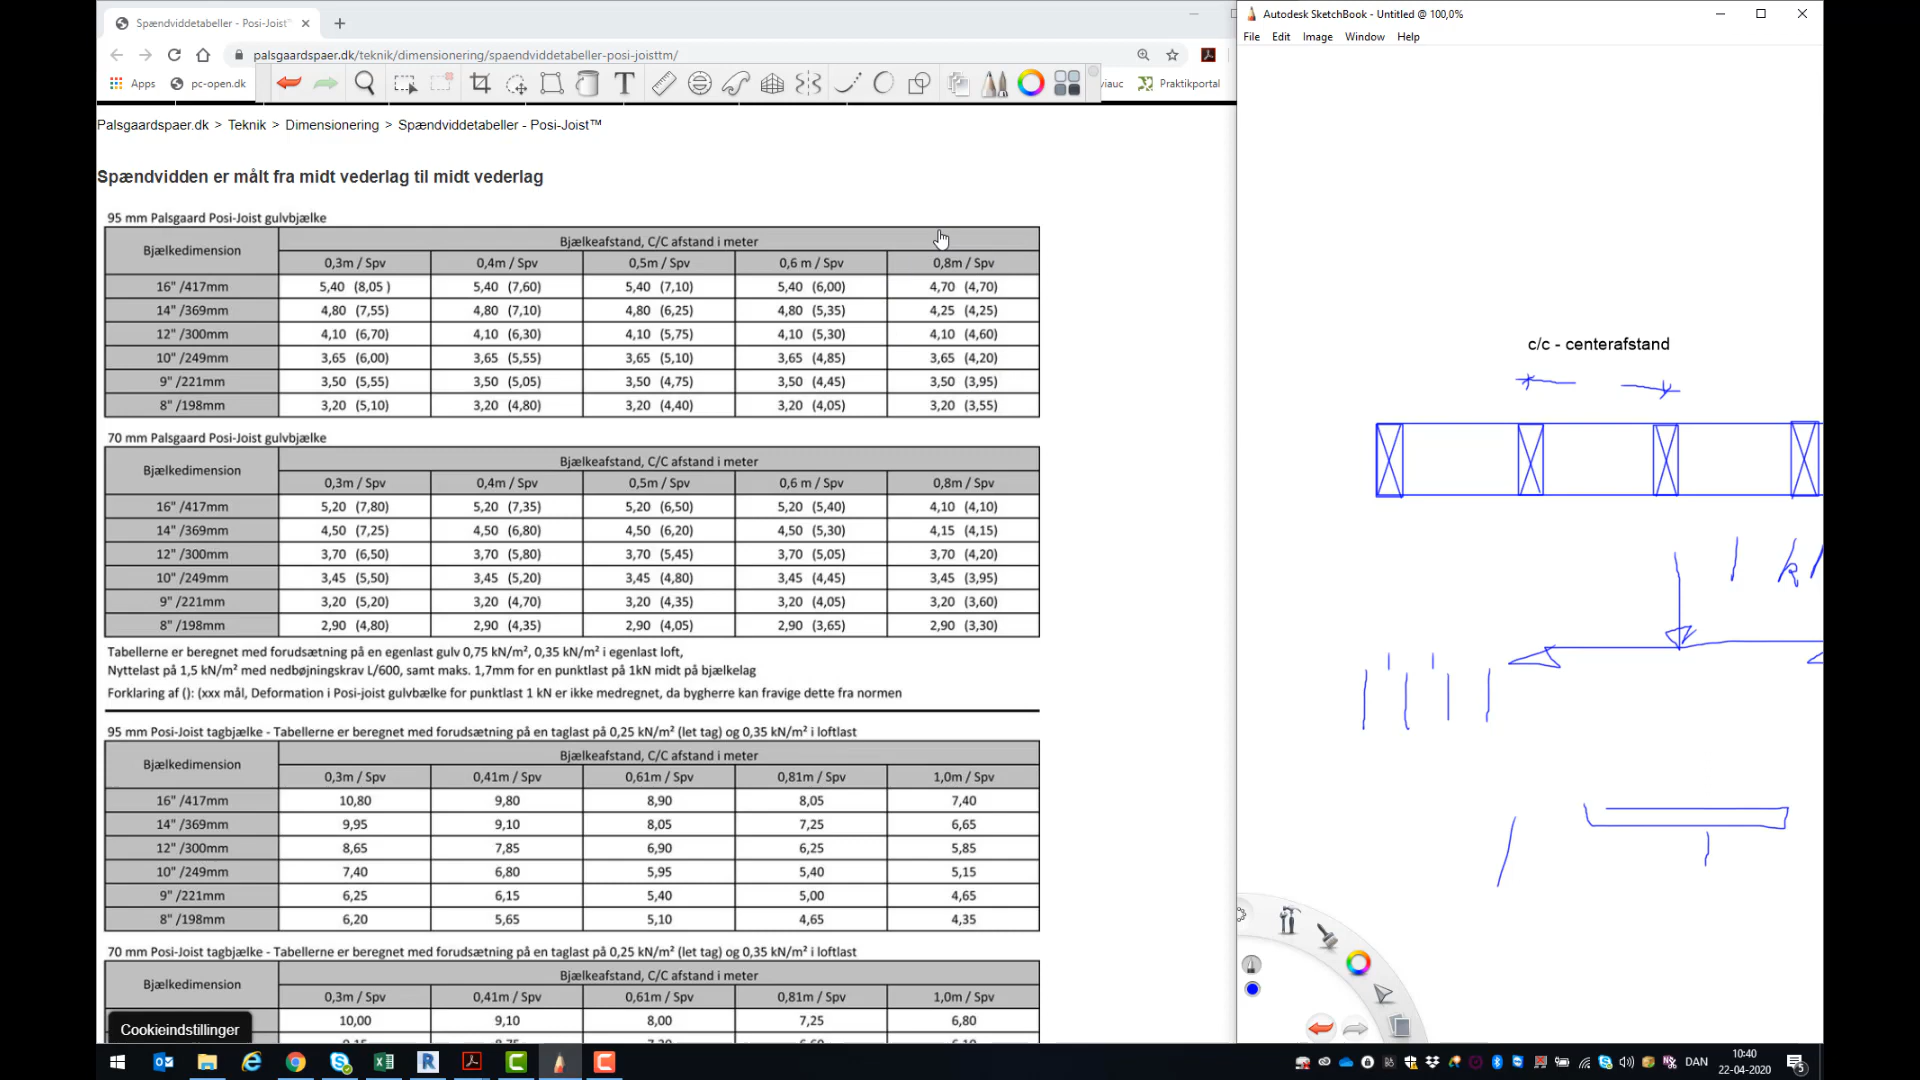 Spændviddetabeller - Posi-Joist
palsgaardspaer.dk/teknik/dimensionering/spaendviddetabeller-posi-joisttm/
Apps pc-open.dk viauc Praktikportal
Palsgaardspaer.dk > Teknik > Dimensionering > Spændviddetabeller - Posi-Joist™
Spændvidden er målt fra midt vederlag til midt vederlag
95 mm Palsgaard Posi-Joist gulvbjælke
Bjælkedimension Bjælkeafstand, C/C afstand i meter
0,3m / Spv 0,4m / Spv 0,5m / Spv 0,6 m / Spv 0,8m / Spv
16" /417mm 5,40 (8,05 ) 5,40 (7,60) 5,40 (7,10) 5,40 (6,00) 4,70 (4,70)
14" /369mm 4,80 (7,55) 4,80 (7,10) 4,80 (6,25) 4,80 (5,35) 4,25 (4,25)
12" /300mm 4,10 (6,70) 4,10 (6,30) 4,10 (5,75) 4,10 (5,30) 4,10 (4,60)
10" /249mm 3,65 (6,00) 3,65 (5,55) 3,65 (5,10) 3,65 (4,85) 3,65 (4,20)
9" /221mm 3,50 (5,55) 3,50 (5,05) 3,50 (4,75) 3,50 (4,45) 3,50 (3,95)
8" /198mm 3,20 (5,10) 3,20 (4,80) 3,20 (4,40) 3,20 (4,05) 3,20 (3,55)
70 mm Palsgaard Posi-Joist gulvbjælke
Bjælkedimension Bjælkeafstand, C/C afstand i meter
0,3m / Spv 0,4m / Spv 0,5m / Spv 0,6 m / Spv 0,8m / Spv
16" /417mm 5,20 (7,80) 5,20 (7,35) 5,20 (6,50) 5,20 (5,40) 4,10 (4,10)
14" /369mm 4,50 (7,25) 4,50 (6,80) 4,50 (6,20) 4,50 (5,30) 4,15 (4,15)
12" /300mm 3,70 (6,50) 3,70 (5,80) 3,70 (5,45) 3,70 (5,05) 3,70 (4,20)
10" /249mm 3,45 (5,50) 3,45 (5,20) 3,45 (4,80) 3,45 (4,45) 3,45 (3,95)
9" /221mm 3,20 (5,20) 3,20 (4,70) 3,20 (4,35) 3,20 (4,05) 3,20 (3,60)
8" /198mm 2,90 (4,80) 2,90 (4,35) 2,90 (4,05) 2,90 (3,65) 2,90 (3,30)
Tabellerne er beregnet med forudsætning på en egenlast gulv 0,75 kN/m², 0,35 kN/m² i egenlast loft,
Nyttelast på 1,5 kN/m² med nedbøjningskrav L/600, samt maks. 1,7mm for en punktlast på 1kN midt på bjælkelag
Forklaring af (): (xxx mål, Deformation i Posi-joist gulvbjælke for punktlast 1 kN er ikke medregnet, da bygherre kan fravige dette fra normen
95 mm Posi-Joist tagbjælke - Tabellerne er beregnet med forudsætning på en taglast på 0,25 kN/m² (let tag) og 0,35 kN/m² i loftlast
Bjælkedimension Bjælkeafstand, C/C afstand i meter
0,3m / Spv 0,41m / Spv 0,61m / Spv 0,81m / Spv 1,0m / Spv
16" /417mm 10,80 9,80 8,90 8,05 7,40
14" /369mm 9,95 9,10 8,05 7,25 6,65
12" /300mm 8,65 7,85 6,90 6,25 5,85
10" /249mm 7,40 6,80 5,95 5,40 5,15
9" /221mm 6,25 6,15 5,40 5,00 4,65
8" /198mm 6,20 5,65 5,10 4,65 4,35
70 mm Posi-Joist tagbjælke - Tabellerne er beregnet med forudsætning på en taglast på 0,25 kN/m² (let tag) og 0,35 kN/m² i loftlast
Bjælkedimension Bjælkeafstand, C/C afstand i meter
0,3m / Spv 0,41m / Spv 0,61m / Spv 0,81m / Spv 1,0m / Spv
10,00 9,10 8,00 7,25 6,80
Cookieindstillinger
Autodesk SketchBook - Untitled @ 100,0%
File Edit Image Window Help
c/c - centerafstand
1 k
DAN
10:40
22-04-2020
5